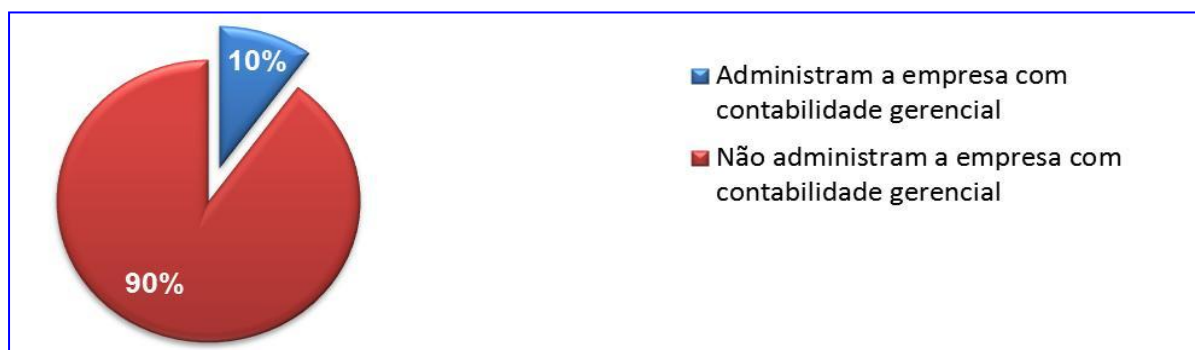 10%
90%
Administram a empresa com
contabilidade gerencial
Não administram a empresa com
contabilidade gerencial